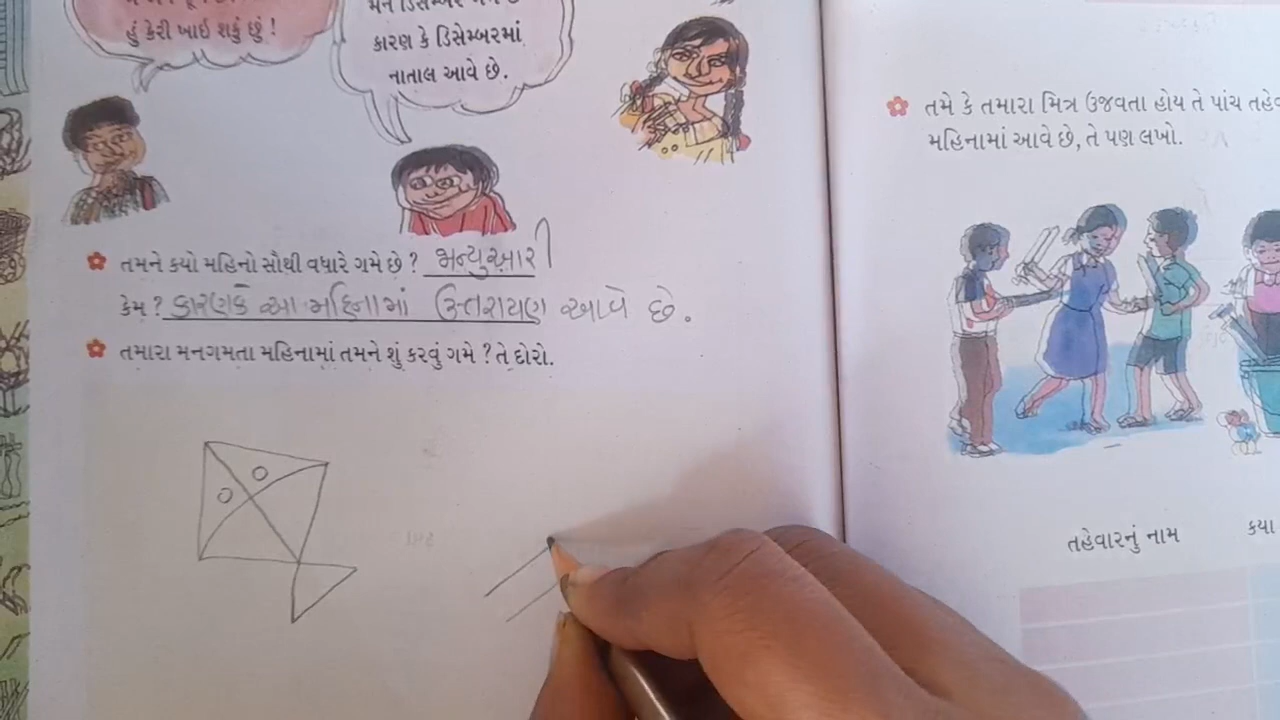 હું કેરી ખાઇ શકું છું !
કારણ કે ડિસેમ્બરમાં
નાતાલ આવે છે.
તમને કયો મહિનો સૌથી વધારે ગમે છે ? જાન્યુઆરી
કેમ ? કારણકે આ મહિનામાં ઉત્તરાયણ આવે છે.
તમારા મનગમતા મહિનામાં તમને શું કરવું ગમે ? તે દોરો.
તમે કે તમારા મિત્ર ઉજવતા હોય તે પાંચ
મહિનામાં આવે છે, તે પણ લખો.
તહેવારનું નામ
કયા